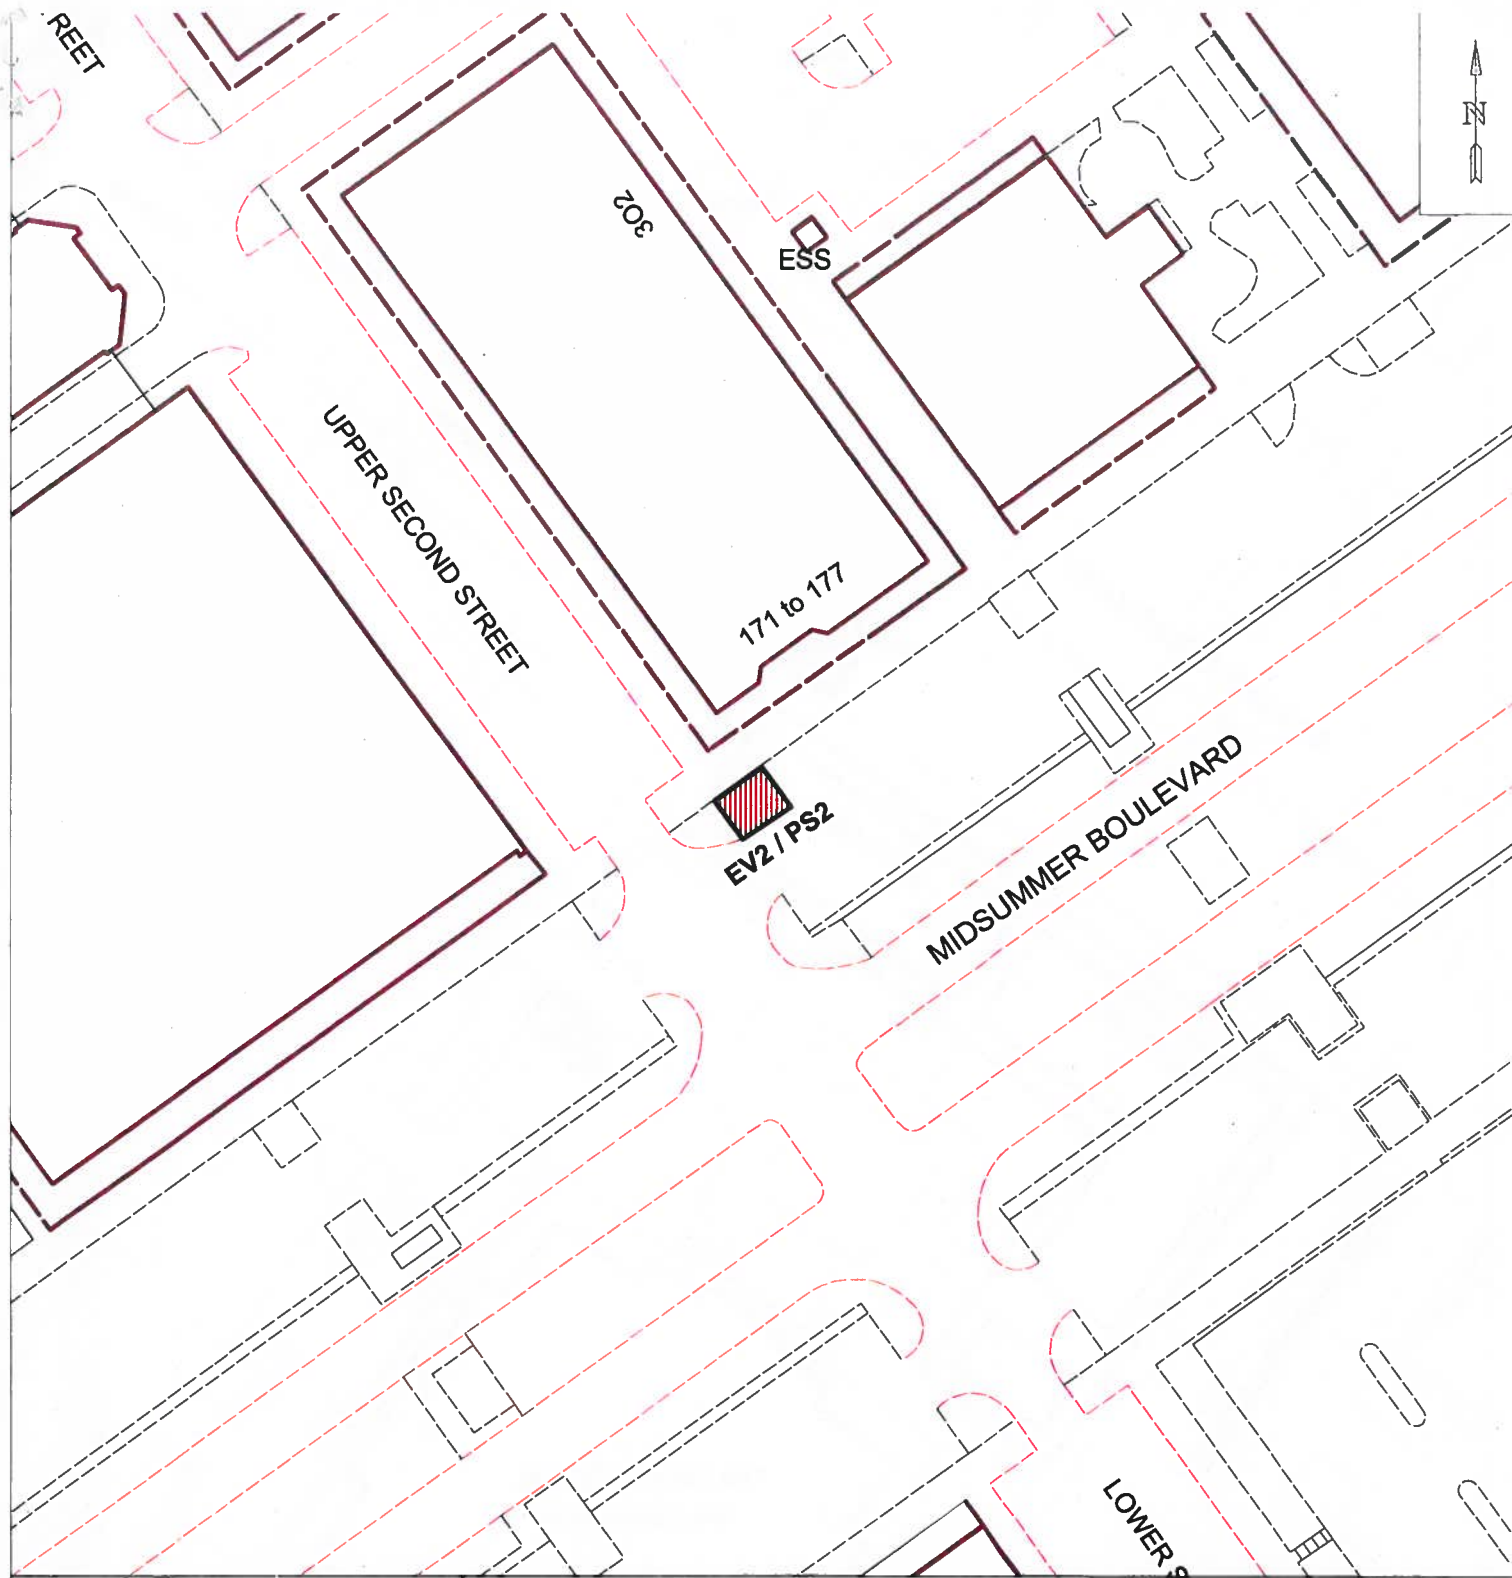 REET
N
302
ESS
UPPER SECOND STREET
171 to 177
EV2 / PS2
MIDSUMMER BOULEVARD
LOWER S